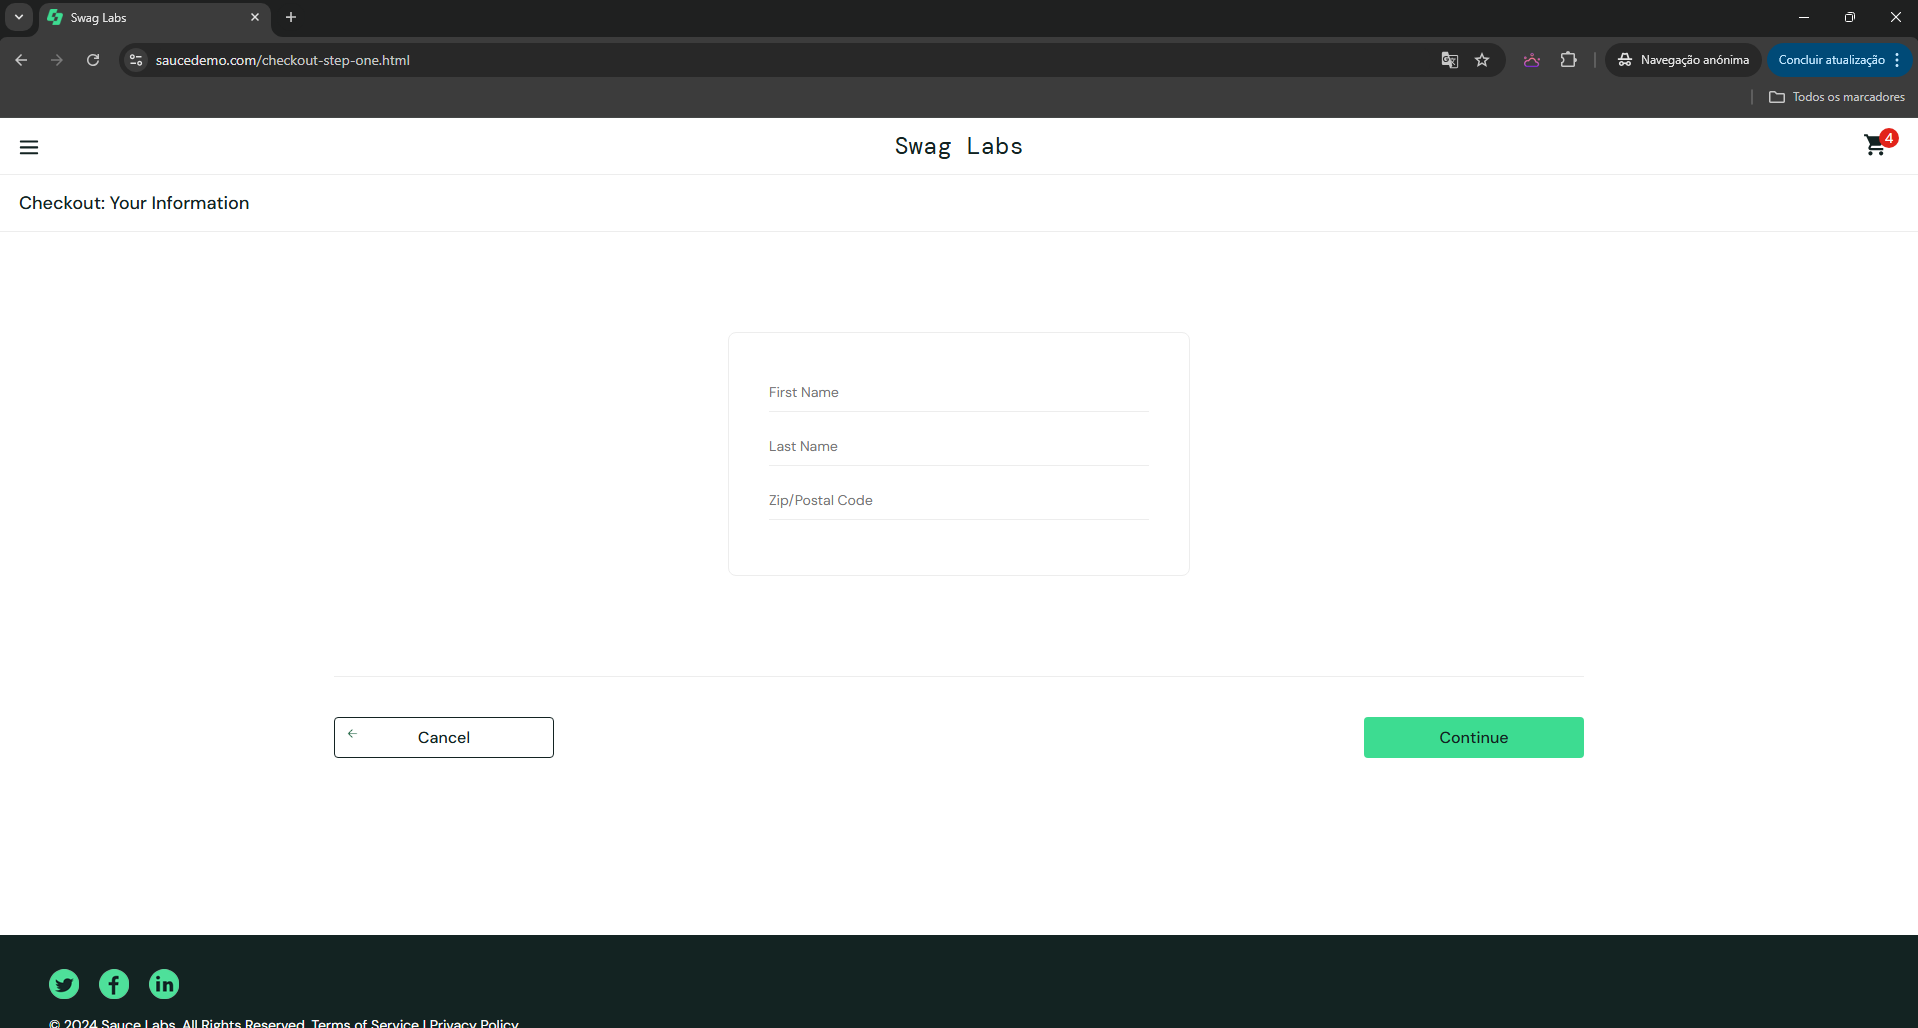 Swag Labs
saucedemo.com/checkout-step-one.html
Navegação anónima
Concluir atualização
Todos os marcadores
Swag Labs
4
Checkout: Your Information
First Name
Last Name
Zip/Postal Code
Cancel
Continue
© 2024 Sauce Labs. All Rights Reserved. Terms of Service | Privacy Policy